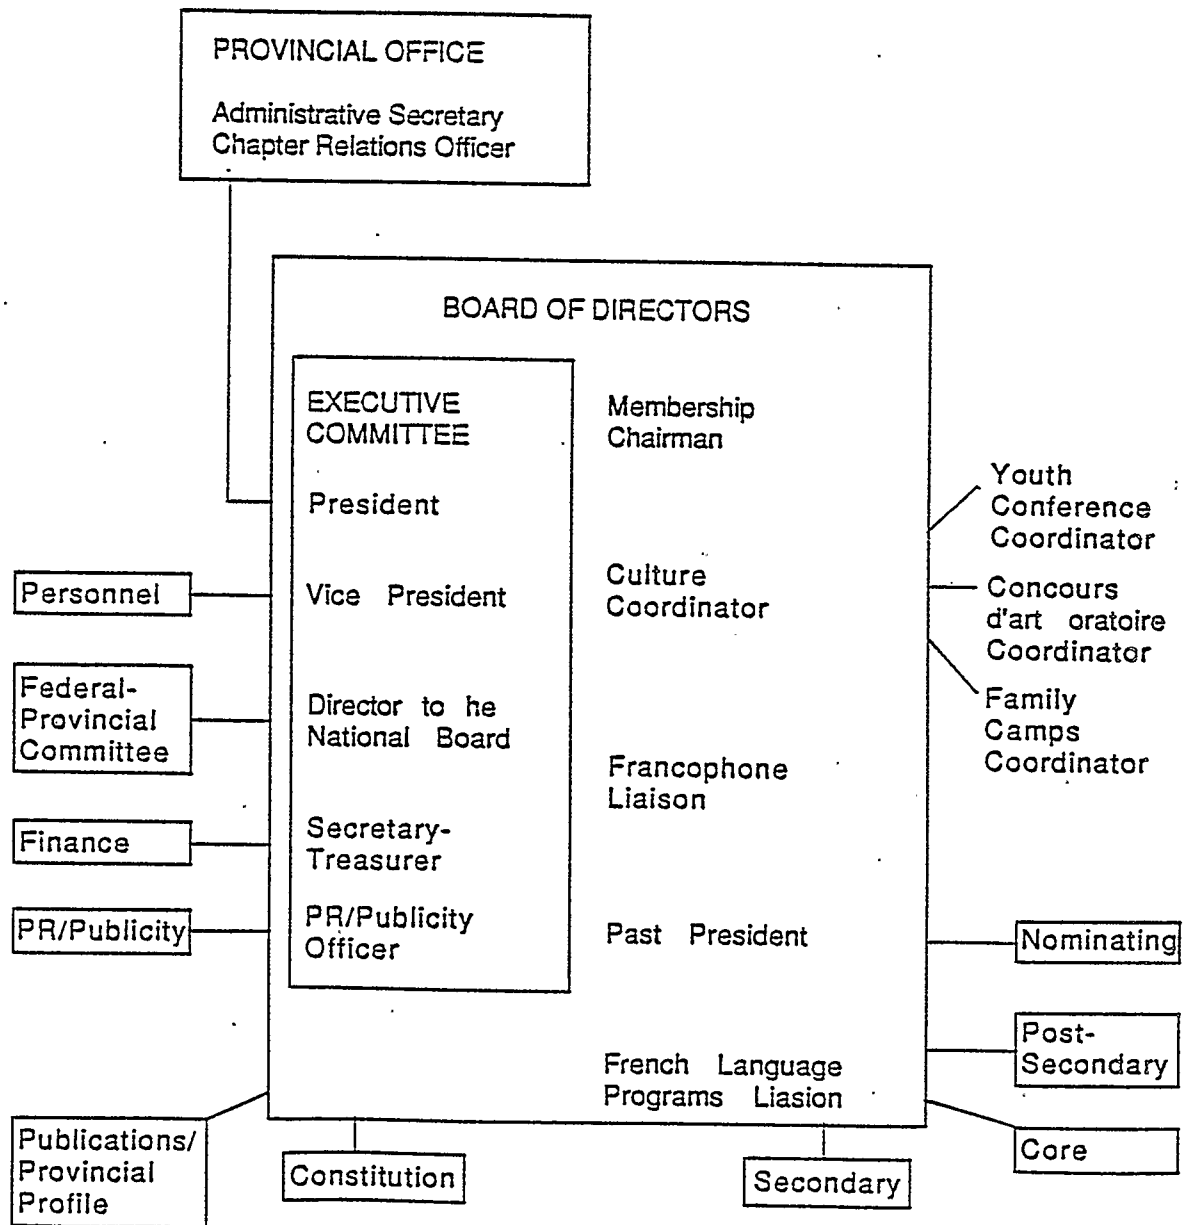 PROVINCIAL OFFICE
Administrative Secretary
Chapter Relations Officer
BOARD OF DIRECTORS
EXECUTIVE
COMMITTEE
President
Vice President
Director to he
National Board
Secretary-
Treasurer
PR/Publicity
Officer
Membership
Chairman
Culture
Coordinator
Francophone
Liaison
Past President
French Language
Programs Liasion
Personnel
Federal-
Provincial
Committee
Finance
PR/Publicity
Publications/
Provincial
Profile
Constitution
Secondary
Youth
Conference
Coordinator
Concours
d'art oratoire
Coordinator
Family
Camps
Coordinator
Nominating
Post-
Secondary
Core